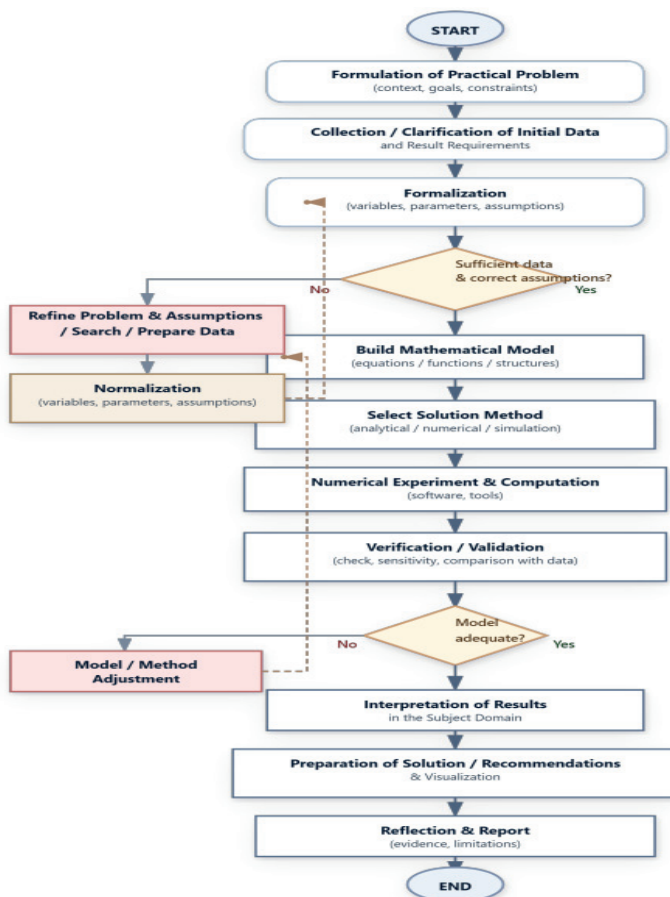 START
Formulation of Practical Problem
(context, goals, constraints)
Collection / Clarification of Initial Data
and Result Requirements
Formalization
(variables, parameters, assumptions)
Sufficient data
& correct assumptions?
No
Yes
Refine Problem & Assumptions
/ Search / Prepare Data
Build Mathematical Model
(equations / functions / structures)
Normalization
(variables, parameters, assumptions)
Select Solution Method
(analytical / numerical / simulation)
Numerical Experiment & Computation
(software, tools)
Verification / Validation
(check, sensitivity, comparison with data)
Model
adequate?
No
Yes
Model / Method
Adjustment
Interpretation of Results
in the Subject Domain
Preparation of Solution / Recommendations
& Visualization
Reflection & Report
(evidence, limitations)
END